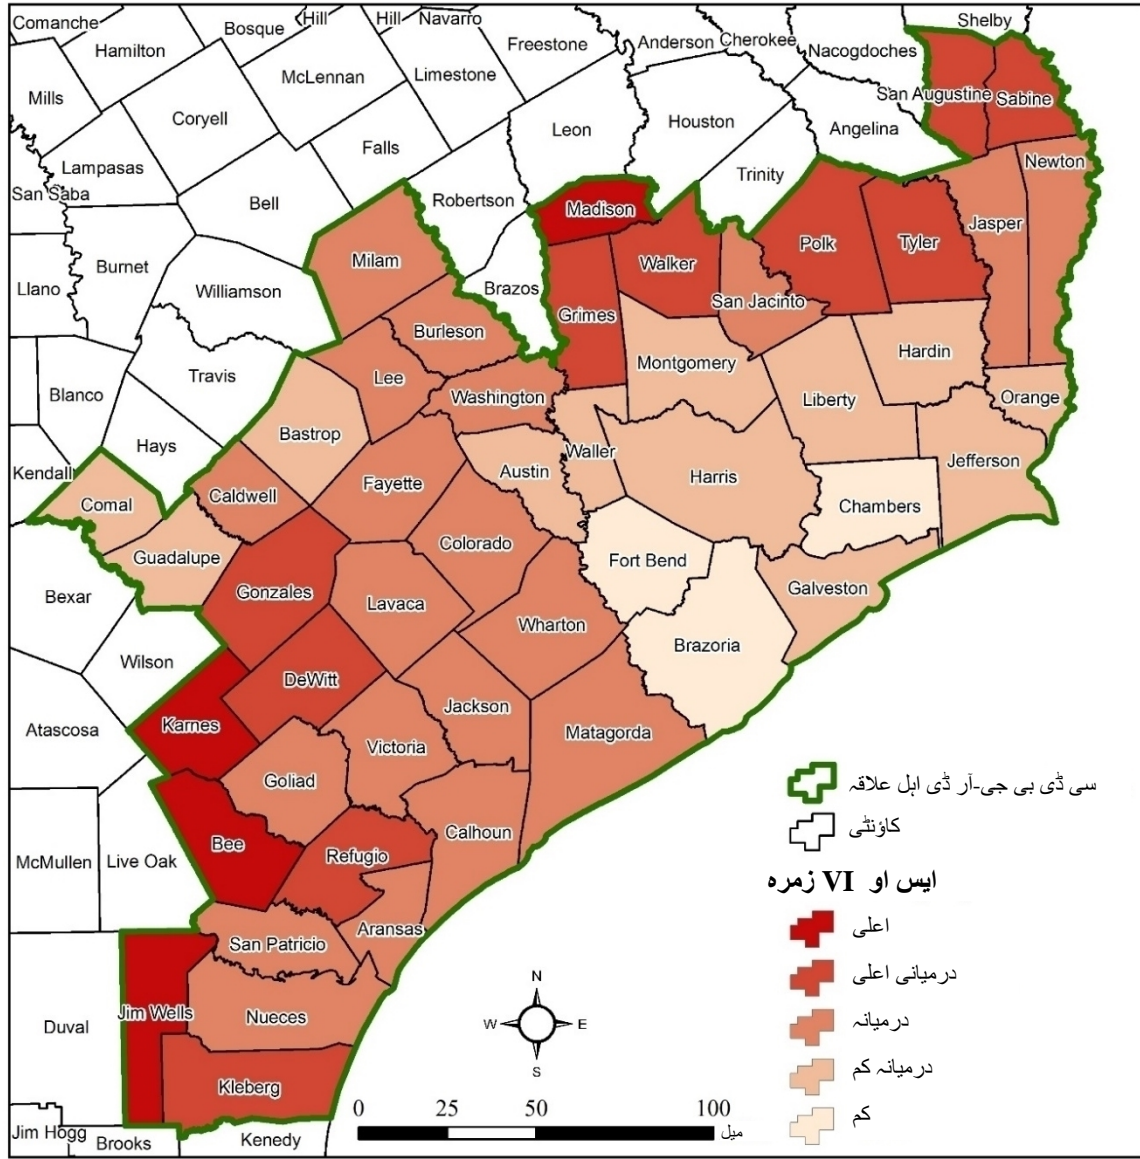 Comanche
Hamilton
Bosque
Hill
Hill
Navarro
Freestone
Anderson
Cherokee
Nacogdoches
Shelby
Mills
Coryell
McLennan
Limestone
Leon
Houston
Angelina
San Augustine
Sabine
Lampasas
Falls
Trinity
Newton
San Saba
Bell
Robertson
Madison
Jasper
Burnet
Milam
Walker
Polk
Tyler
Llano
Williamson
Brazos
Grimes
San Jacinto
Burleson
Blanco
Travis
Lee
Washington
Montgomery
Hardin
Liberty
Orange
Hays
Bastrop
Waller
Kendall
Fayette
Austin
Harris
Jefferson
Comal
Caldwell
Chambers
Guadalupe
Colorado
Fort Bend
Bexar
Gonzales
Lavaca
Galveston
Wharton
Wilson
DeWitt
Brazoria
Atascosa
Karnes
Jackson
Victoria
Matagorda
Goliad
McMullen
Live Oak
Bee
Refugio
Calhoun
San Patricio
Aransas
Duval
Jim Wells
Nueces
Kleberg
Jim Hogg
Brooks
Kenedy
سی ڈی بی جی-آر ڈی اہل علاقہ
کاؤنٹی
ایس او VI زمرہ
اعلی
درمیانی اعلی
درمیانہ
درمیانہ کم
کم
N
W E
S
0 25 50 100
میل